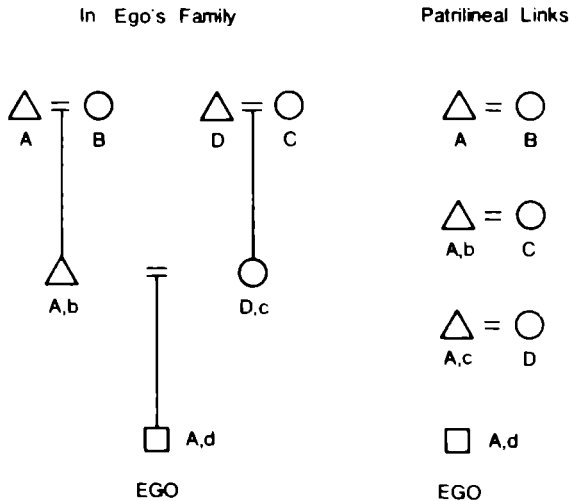 In Ego's Family
Patrilineal Links
A B D C
A B
A,b C
A,b D,c
A,c D
A,d
A,d
EGO
EGO